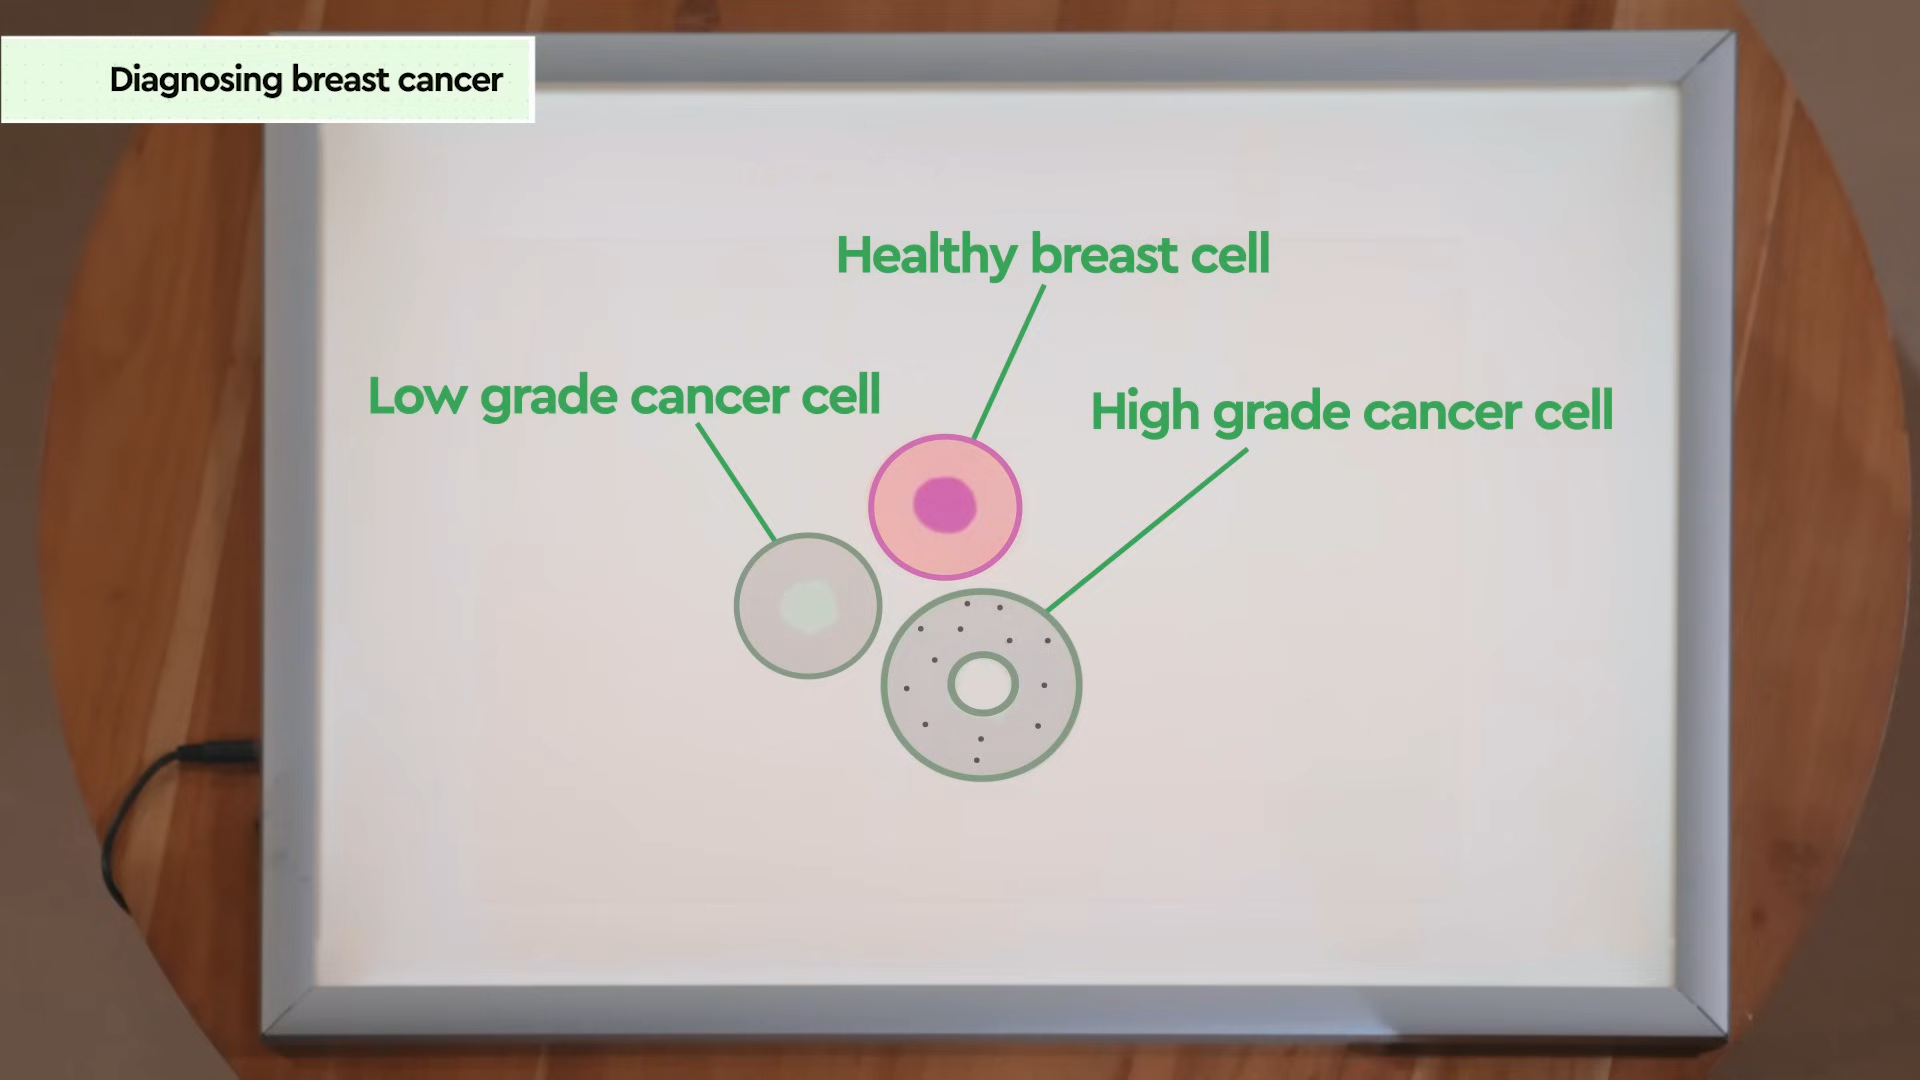 Diagnosing breast cancer
Healthy breast cell
Low grade cancer cell
High grade cancer cell